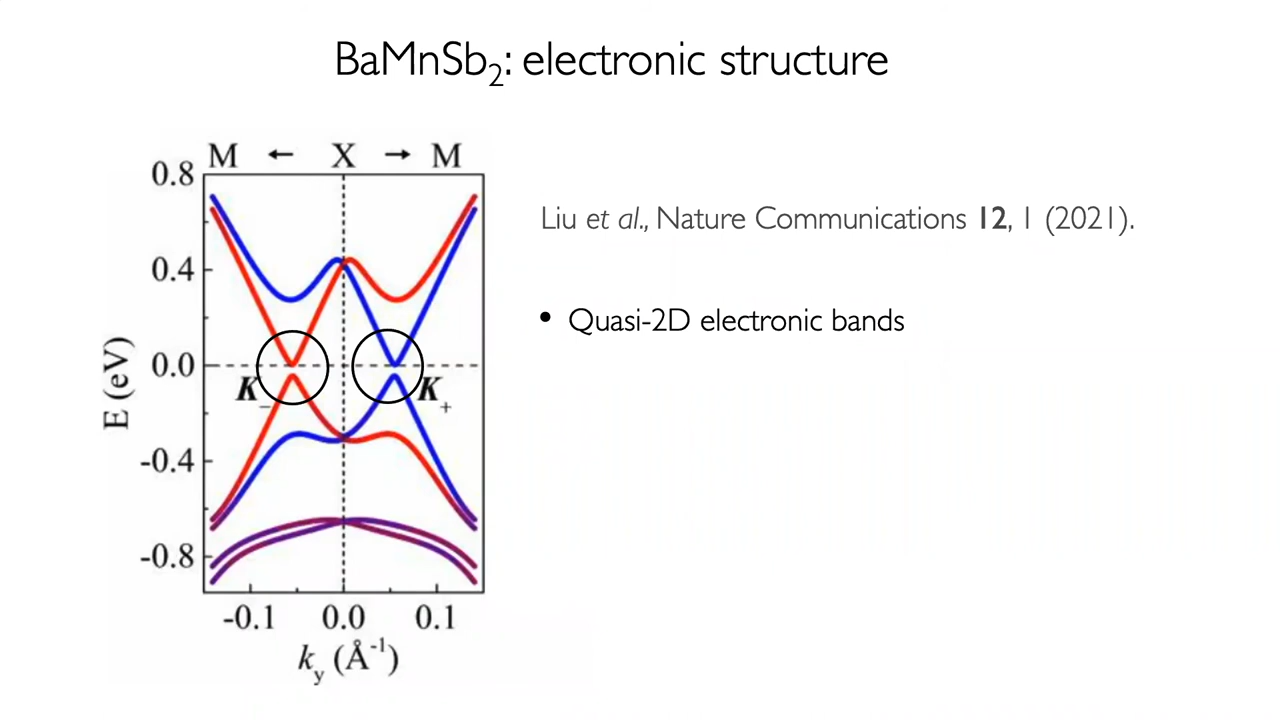 BaMnSb₂: electronic structure
M ← X → M
0.8
0.4
0.0
-0.4
-0.8
E (eV)
K₋
K₊
-0.1 0.0 0.1
k_y (Å⁻¹)
Liu et al., Nature Communications 12, 1 (2021).
• Quasi-2D electronic bands